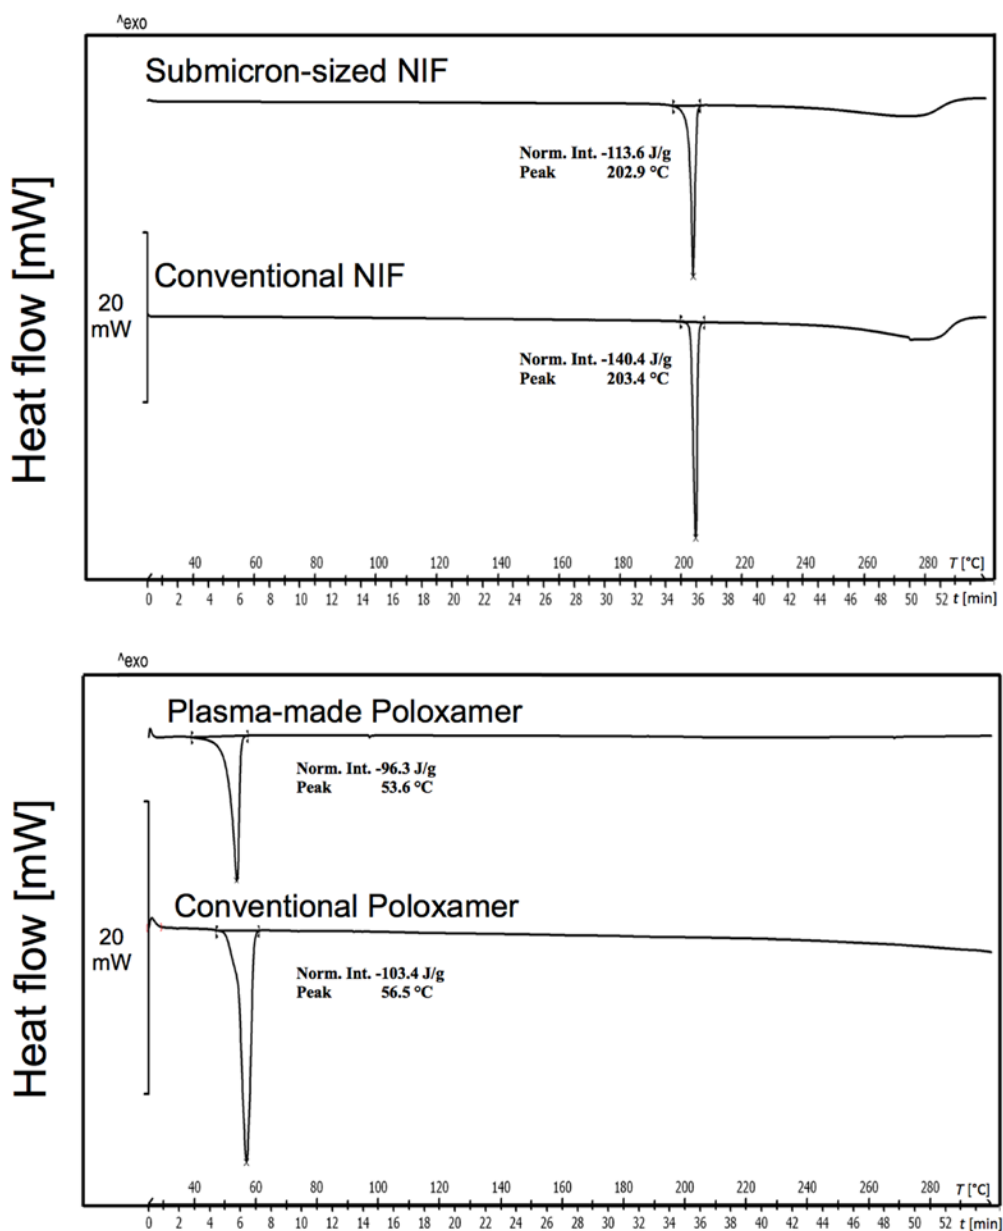 ^exo
Submicron-sized NIF
Norm. Int. -113.6 J/g
Peak 202.9 °C
Heat flow [mW]
Conventional NIF
20
mW
Norm. Int. -140.4 J/g
Peak 203.4 °C
40 60 80 100 120 140 160 180 200 220 240 260 280 T [°C]
0 2 4 6 8 10 12 14 16 18 20 22 24 26 28 30 32 34 36 38 40 42 44 46 48 50 52 t [min]
^exo
Plasma-made Poloxamer
Norm. Int. -96.3 J/g
Peak 53.6 °C
Heat flow [mW]
Conventional Poloxamer
20
mW
Norm. Int. -103.4 J/g
Peak 56.5 °C
40 60 80 100 120 140 160 180 200 220 240 260 280 T [°C]
0 2 4 6 8 10 12 14 16 18 20 22 24 26 28 30 32 34 36 38 40 42 44 46 48 50 52 t [min]